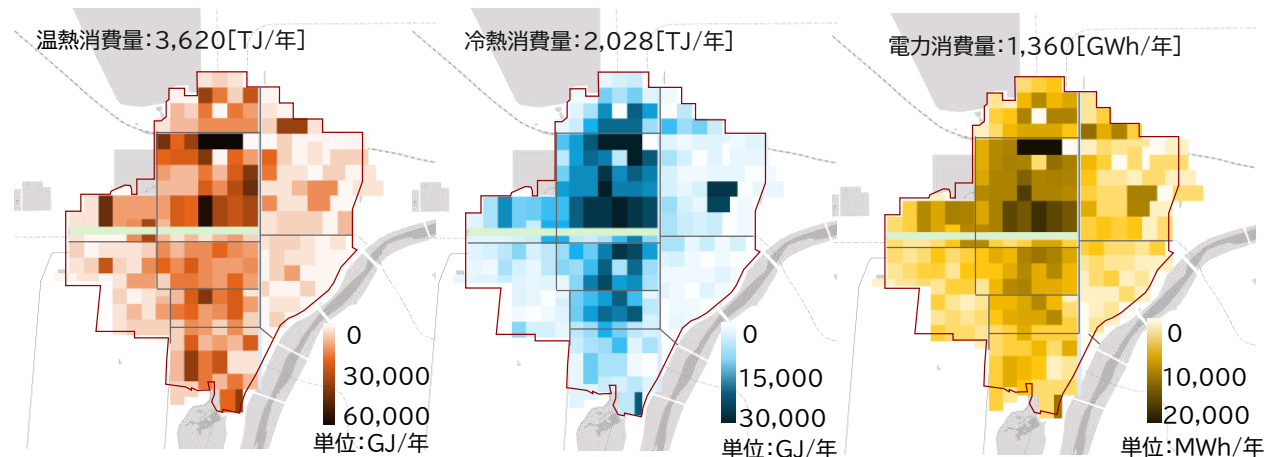 温熱消費量：3,620[TJ/年]
0
30,000
60,000
単位：GJ/年
冷熱消費量：2,028[TJ/年]
0
15,000
30,000
単位：GJ/年
電力消費量：1,360[GWh/年]
0
10,000
20,000
単位：MWh/年